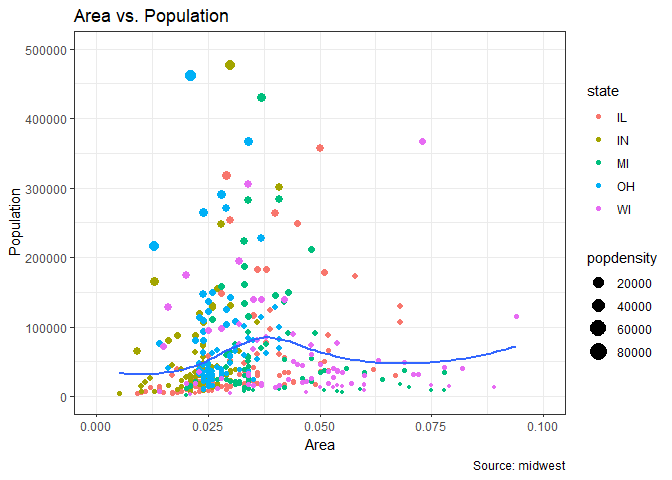 Area vs. Population
500000
400000
300000
200000
100000
0
Population
0.000
0.025
0.050
0.075
0.100
Area
Source: midwest
state
IL
IN
MI
OH
WI
popdensity
20000
40000
60000
80000